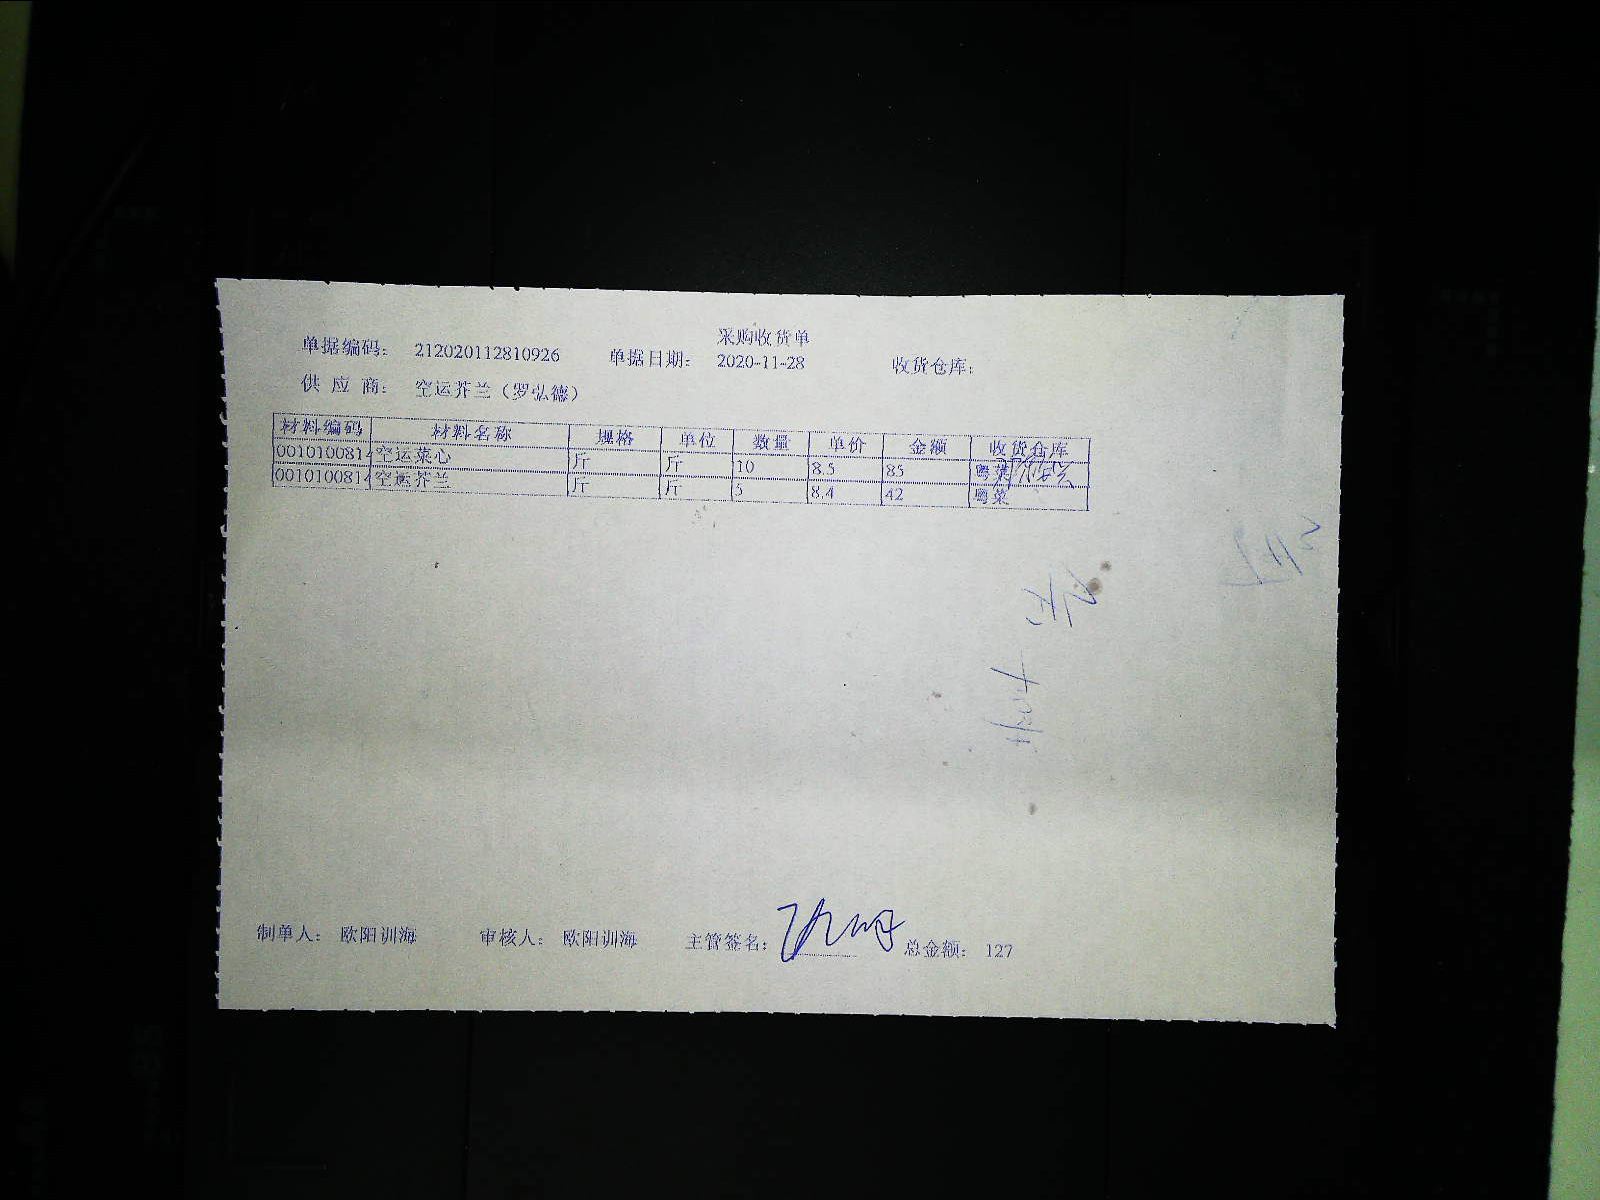 采购收货单
单据编码: 212020112810926 单据日期: 2020-11-28 收货仓库:
供 应 商: 空运芥兰（罗弘德）
材料编码 材料名称 规格 单位 数量 单价 金额 收货仓库
0010100814 空运菜心 斤 斤 10 8.5 85 粤菜
0010100814 空运芥兰 斤 斤 5 8.4 42 粤菜
制单人: 欧阳训海 审核人: 欧阳训海 主管签名: 总金额: 127